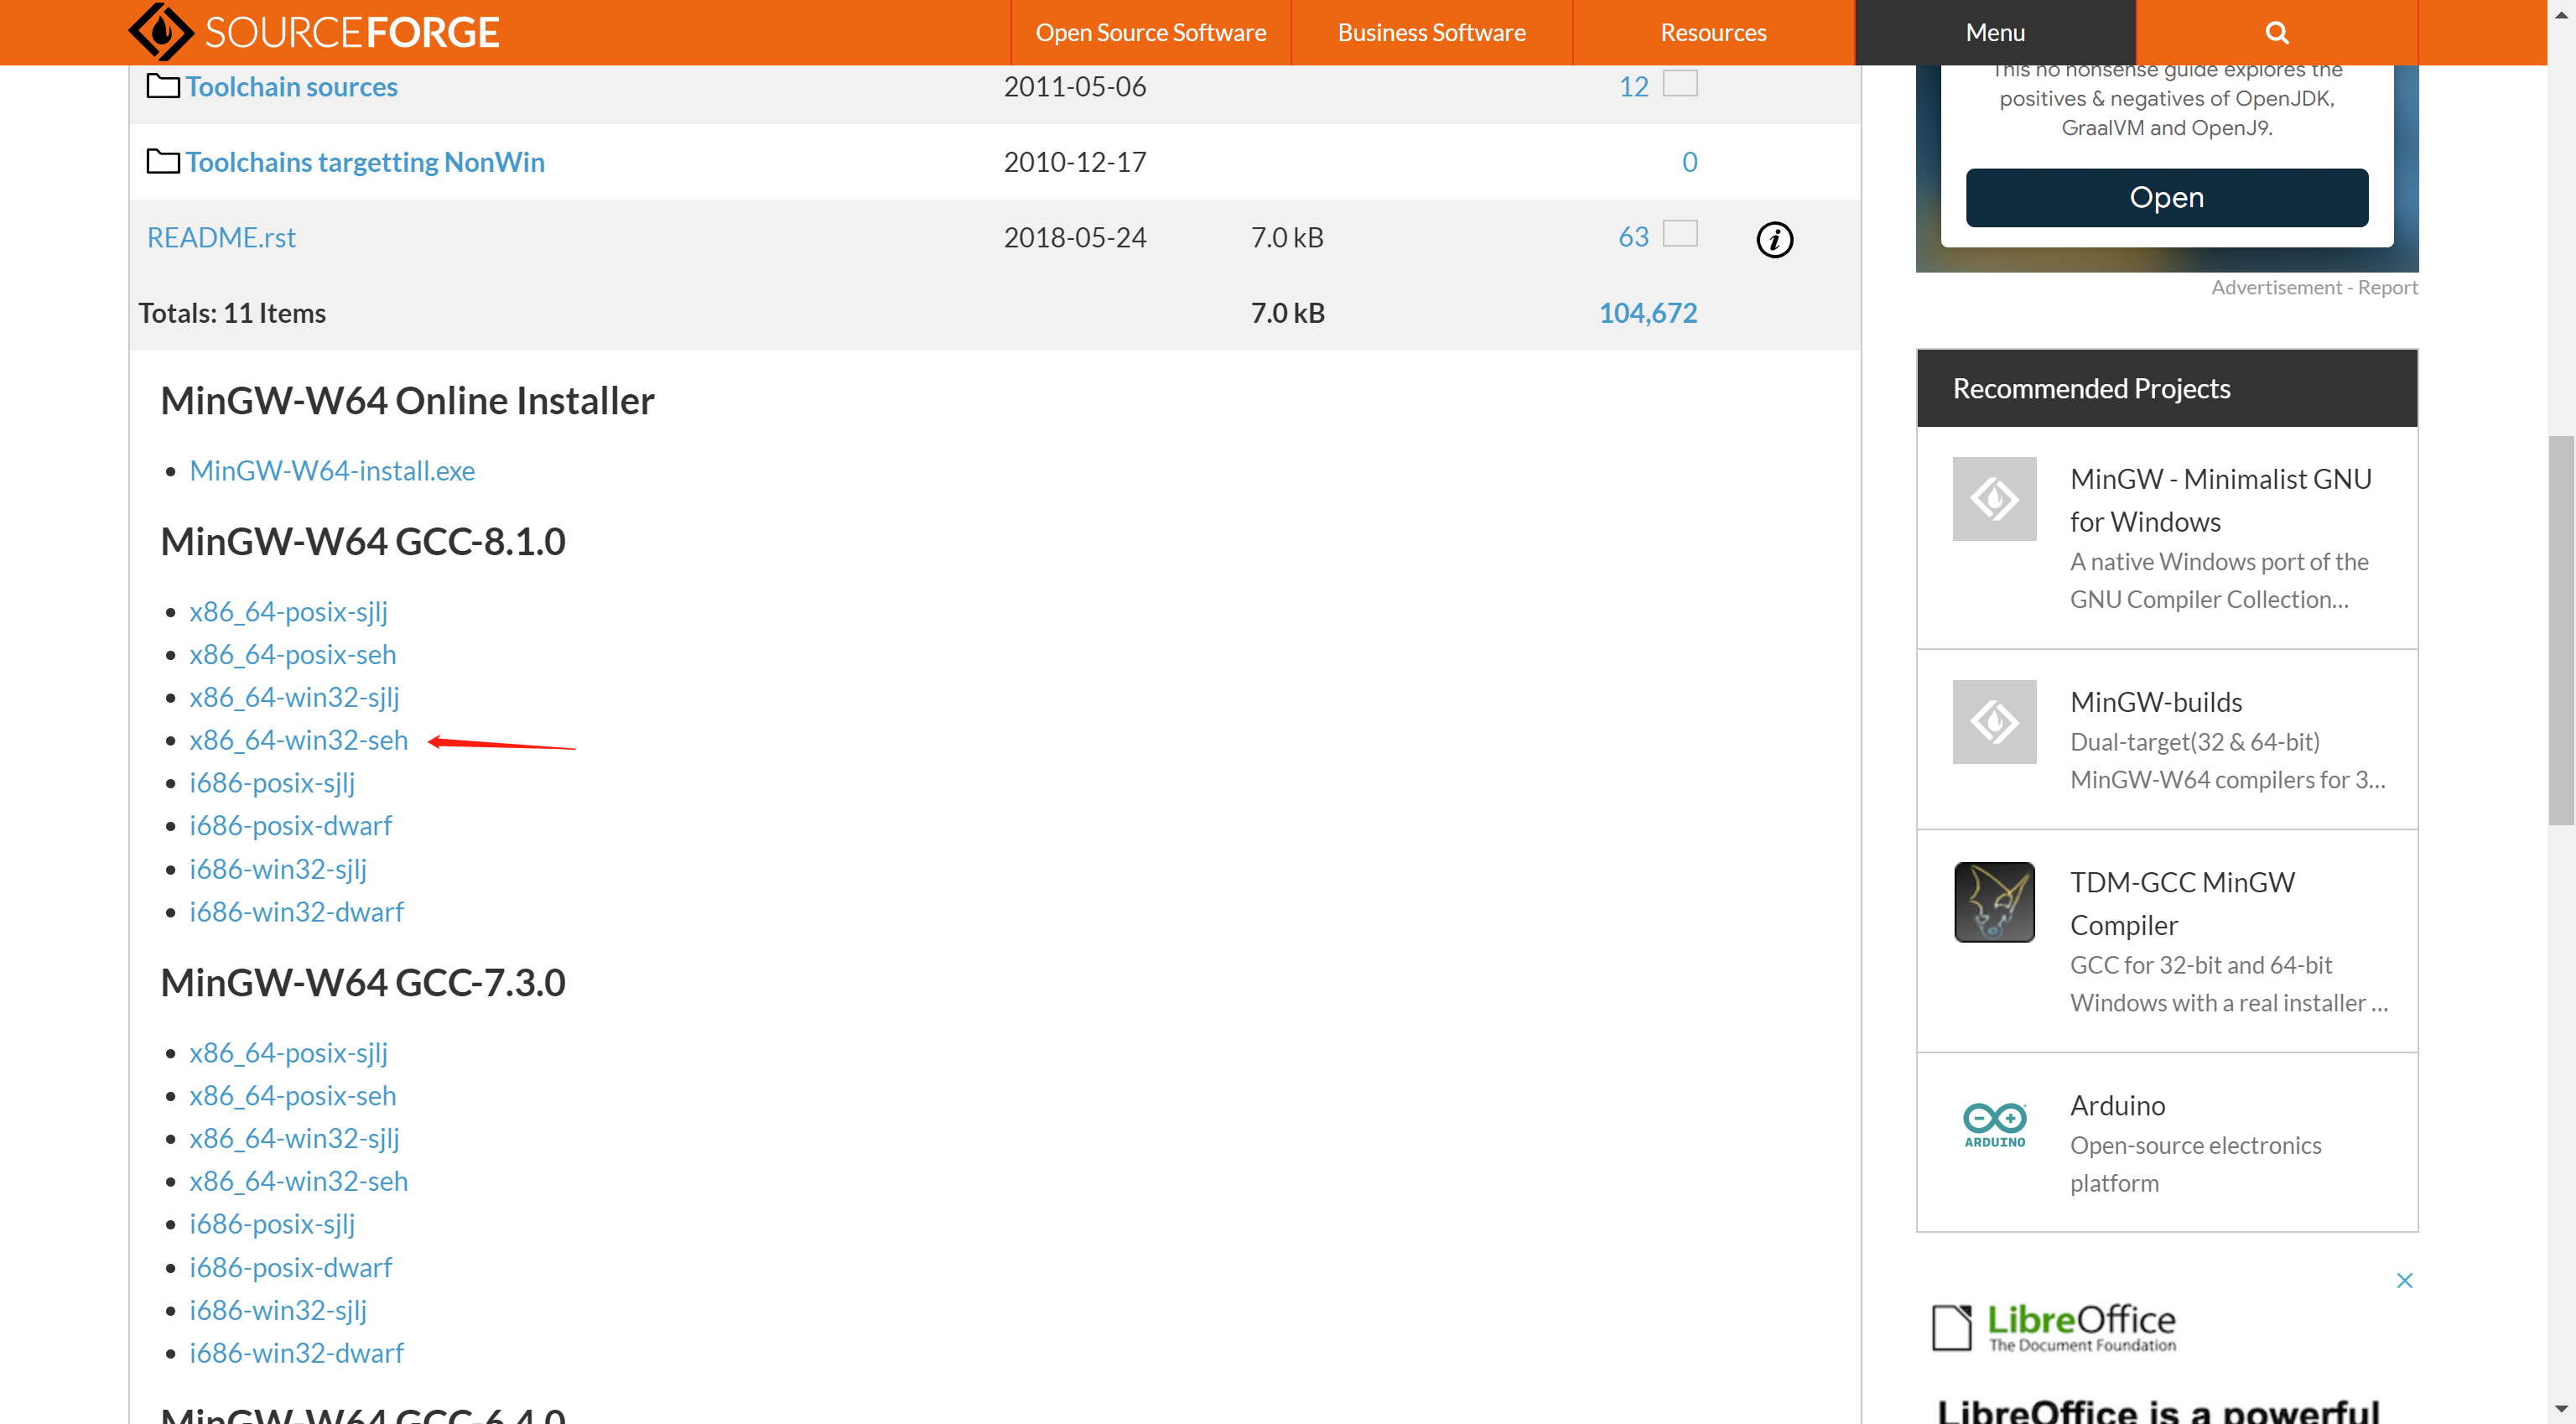 SOURCEFORGE
Open Source Software
Business Software
Resources
Menu
Toolchain sources 2011-05-06 12
Toolchains targetting NonWin 2010-12-17 0
README.rst 2018-05-24 7.0 kB 63 i
Totals: 11 Items 7.0 kB 104,672
MinGW-W64 Online Installer
MinGW-W64-install.exe
MinGW-W64 GCC-8.1.0
x86_64-posix-sjlj
x86_64-posix-seh
x86_64-win32-sjlj
x86_64-win32-seh
i686-posix-sjlj
i686-posix-dwarf
i686-win32-sjlj
i686-win32-dwarf
MinGW-W64 GCC-7.3.0
x86_64-posix-sjlj
x86_64-posix-seh
x86_64-win32-sjlj
x86_64-win32-seh
i686-posix-sjlj
i686-posix-dwarf
i686-win32-sjlj
i686-win32-dwarf
MinGW-W64 GCC-6.4.0
This no nonsense guide explores the
positives & negatives of OpenJDK,
GraalVM and OpenJ9.
Open
Advertisement - Report
Recommended Projects
MinGW - Minimalist GNU
for Windows
A native Windows port of the
GNU Compiler Collection...
MinGW-builds
Dual-target(32 & 64-bit)
MinGW-W64 compilers for 3...
TDM-GCC MinGW
Compiler
GCC for 32-bit and 64-bit
Windows with a real installer ...
ARDUINO
Arduino
Open-source electronics
platform
LibreOffice
The Document Foundation
LibreOffice is a powerful